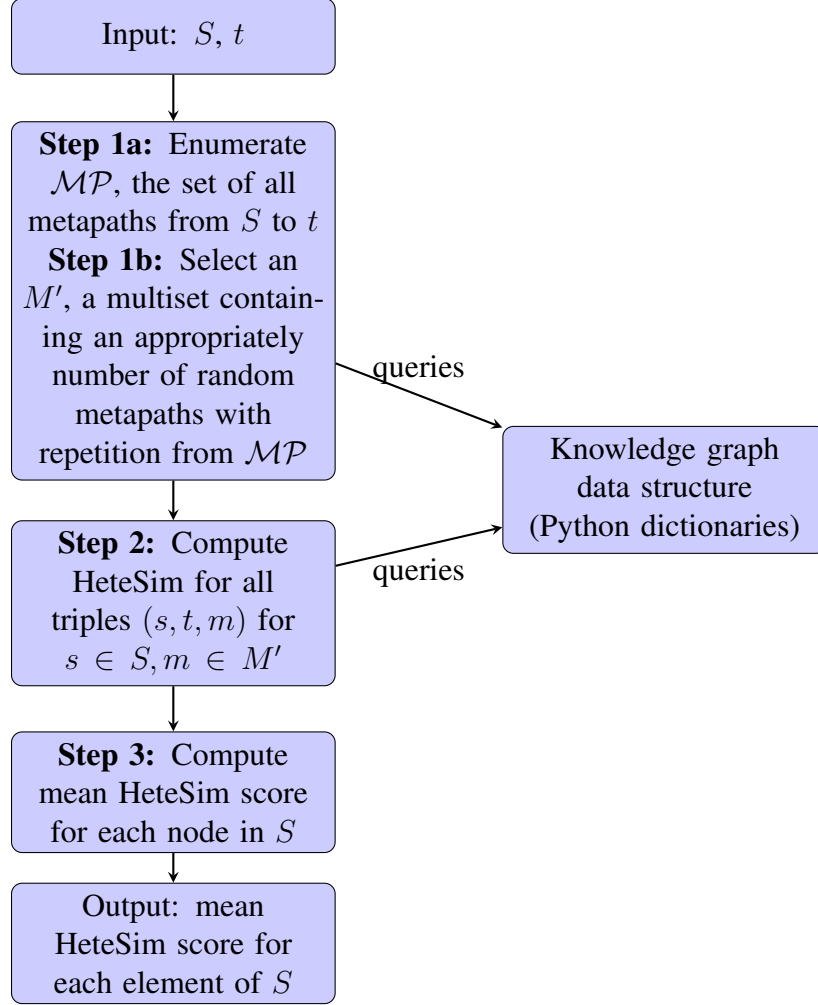 Input: S, t
Step 1a: Enumerate
𝓜𝓟, the set of all
metapaths from S to t
Step 1b: Select an
M′, a multiset contain-
ing an appropriately
number of random
metapaths with
repetition from 𝓜𝓟
queries
Knowledge graph
data structure
(Python dictionaries)
Step 2: Compute
HeteSim for all
triples (s, t, m) for
s ∈ S, m ∈ M′
queries
Step 3: Compute
mean HeteSim score
for each node in S
Output: mean
HeteSim score for
each element of S